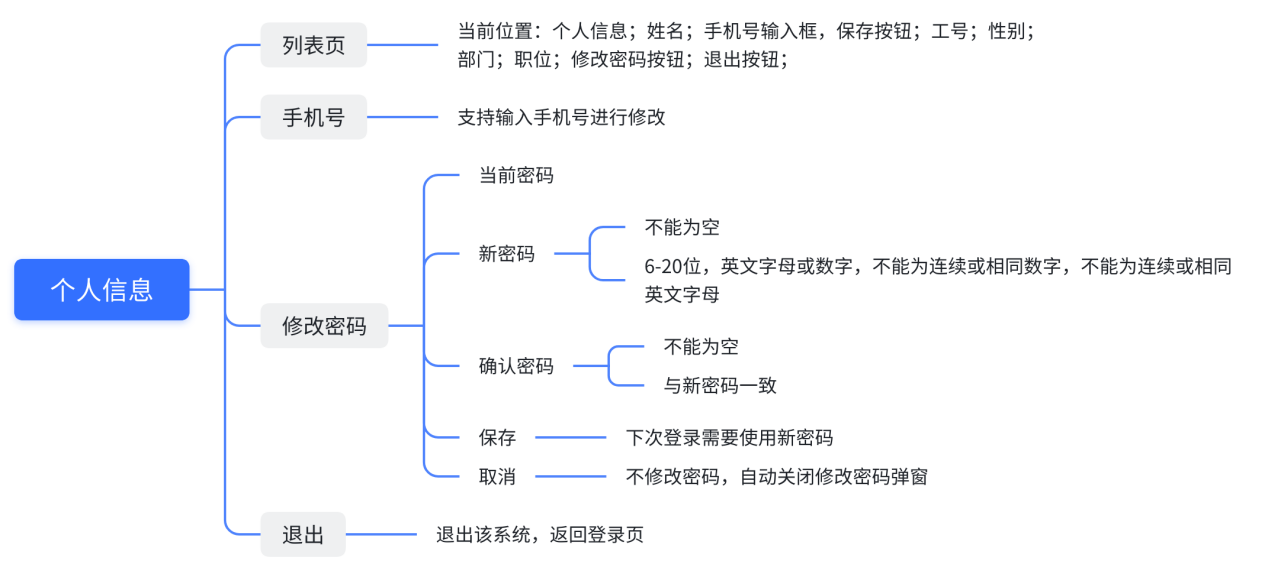 个人信息
列表页
当前位置：个人信息；姓名；手机号输入框，保存按钮；工号；性别；
部门；职位；修改密码按钮；退出按钮；
手机号
支持输入手机号进行修改
修改密码
当前密码
新密码
不能为空
6-20位，英文字母或数字，不能为连续或相同数字，不能为连续或相同
英文字母
确认密码
不能为空
与新密码一致
保存
下次登录需要使用新密码
取消
不修改密码，自动关闭修改密码弹窗
退出
退出该系统，返回登录页